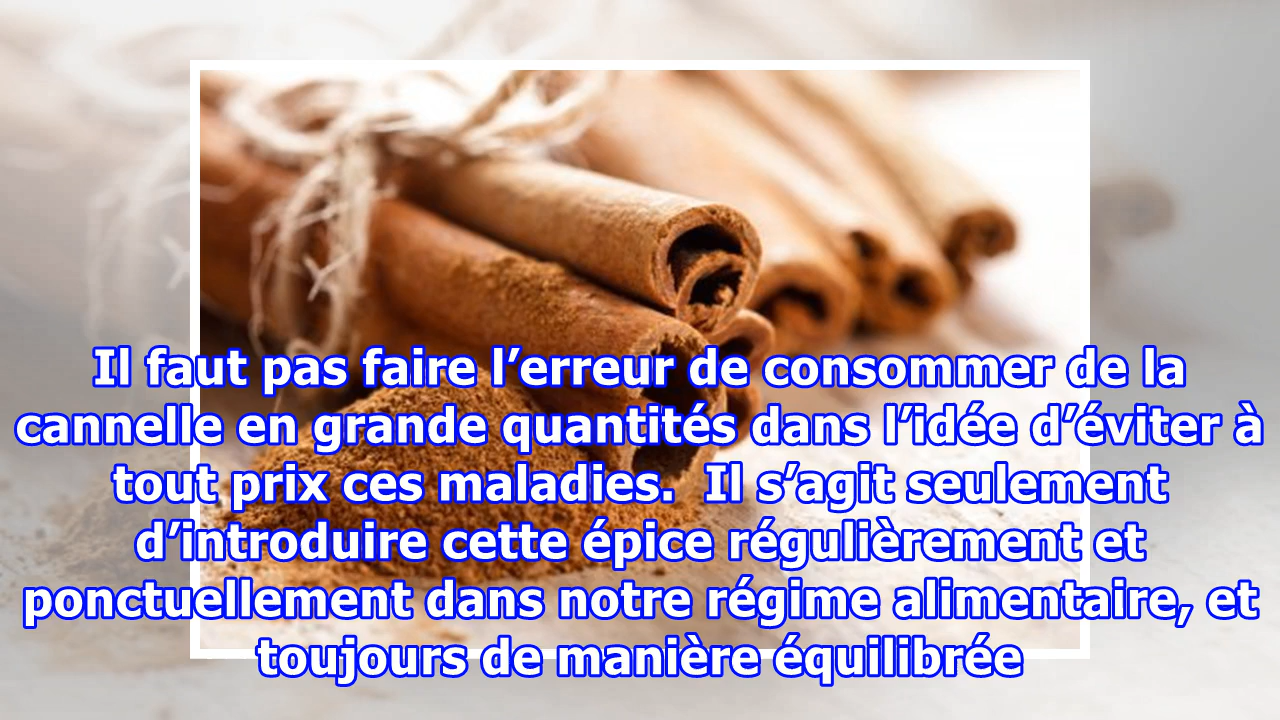 Il faut pas faire l’erreur de consommer de la
cannelle en grande quantités dans l’idée d’éviter à
tout prix ces maladies.  Il s’agit seulement
d’introduire cette épice régulièrement et
ponctuellement dans notre régime alimentaire, et
toujours de manière équilibrée